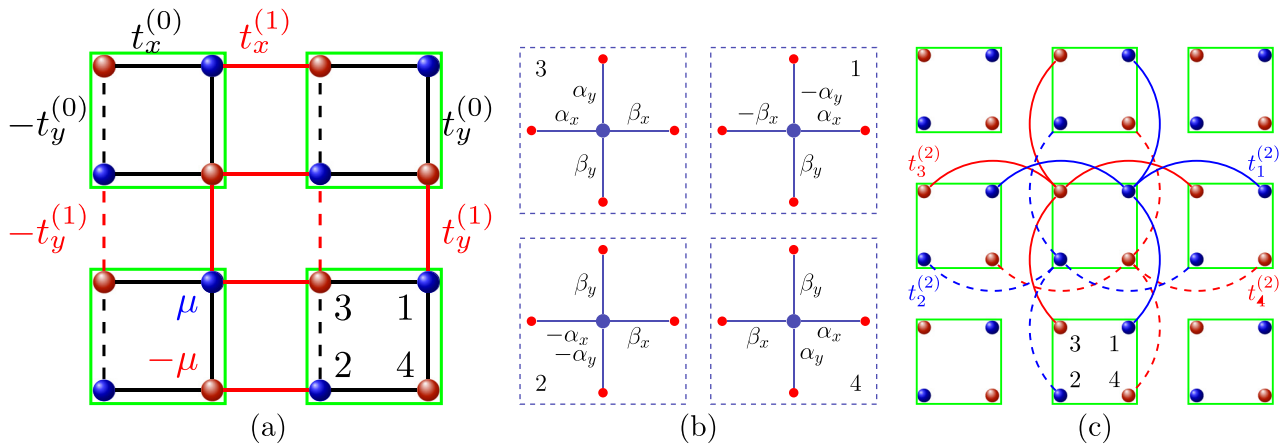 t_x^{(0)} t_x^{(1)}
-t_y^{(0)} t_y^{(0)}
-t_y^{(1)} t_y^{(1)}
μ 3 1
-μ 2 4
(a)
3 α_y 1 -α_y
α_x β_x -β_x α_x
β_y β_y
β_y β_y
-α_x β_x β_x α_x
-α_y α_y
2 4
(b)
t_3^{(2)} t_1^{(2)}
t_2^{(2)} t_4^{(2)}
3 1
2 4
(c)